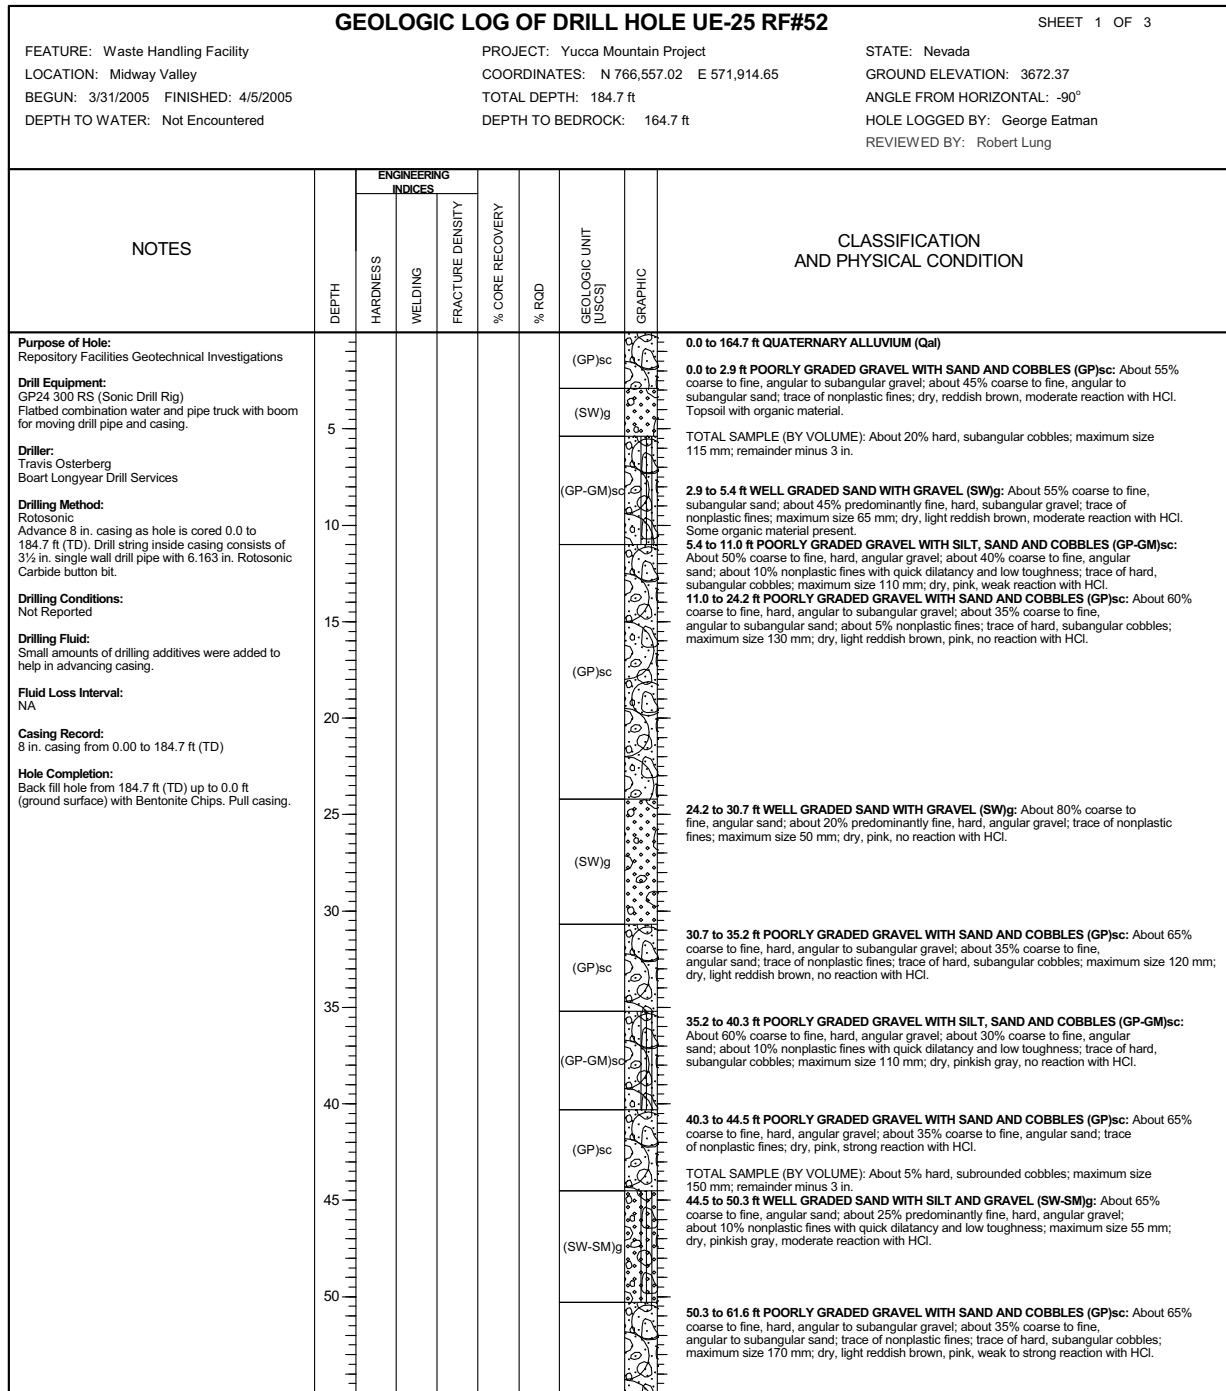 GEOLOGIC LOG OF DRILL HOLE UE-25 RF#52
SHEET 1 OF 3
FEATURE: Waste Handling Facility
LOCATION: Midway Valley
BEGUN: 3/31/2005 FINISHED: 4/5/2005
DEPTH TO WATER: Not Encountered
PROJECT: Yucca Mountain Project
COORDINATES: N 766,557.02 E 571,914.65
TOTAL DEPTH: 184.7 ft
DEPTH TO BEDROCK: 164.7 ft
STATE: Nevada
GROUND ELEVATION: 3672.37
ANGLE FROM HORIZONTAL: -90°
HOLE LOGGED BY: George Eatman
REVIEWED BY: Robert Lung
NOTES
DEPTH
ENGINEERING
INDICES
HARDNESS
WELDING
FRACTURE DENSITY
% CORE RECOVERY
% RQD
GEOLOGIC UNIT
[USCS]
GRAPHIC
CLASSIFICATION
AND PHYSICAL CONDITION
Purpose of Hole:
Repository Facilities Geotechnical Investigations
Drill Equipment:
GP24 300 RS (Sonic Drill Rig)
Flatbed combination water and pipe truck with boom
for moving drill pipe and casing.
Driller:
Travis Osterberg
Boart Longyear Drill Services
Drilling Method:
Rotosonic
Advance 8 in. casing as hole is cored 0.0 to
184.7 ft (TD). Drill string inside casing consists of
3½ in. single wall drill pipe with 6.163 in. Rotosonic
Carbide button bit.
Drilling Conditions:
Not Reported
Drilling Fluid:
Small amounts of drilling additives were added to
help in advancing casing.
Fluid Loss Interval:
NA
Casing Record:
8 in. casing from 0.00 to 184.7 ft (TD)
Hole Completion:
Back fill hole from 184.7 ft (TD) up to 0.0 ft
(ground surface) with Bentonite Chips. Pull casing.
5
10
15
20
25
30
35
40
45
50
(GP)sc
(SW)g
(GP-GM)sc
(GP)sc
(SW)g
(GP)sc
(GP-GM)sc
(GP)sc
(SW-SM)g
0.0 to 164.7 ft QUATERNARY ALLUVIUM (Qal)
0.0 to 2.9 ft POORLY GRADED GRAVEL WITH SAND AND COBBLES (GP)sc: About 55%
coarse to fine, angular to subangular gravel; about 45% coarse to fine, angular to
subangular sand; trace of nonplastic fines; dry, reddish brown, moderate reaction with HCl.
Topsoil with organic material.
TOTAL SAMPLE (BY VOLUME): About 20% hard, subangular cobbles; maximum size
115 mm; remainder minus 3 in.
2.9 to 5.4 ft WELL GRADED SAND WITH GRAVEL (SW)g: About 55% coarse to fine,
subangular sand; about 45% predominantly fine, hard, subangular gravel; trace of
nonplastic fines; maximum size 65 mm; dry, light reddish brown, moderate reaction with HCl.
Some organic material present.
5.4 to 11.0 ft POORLY GRADED GRAVEL WITH SILT, SAND AND COBBLES (GP-GM)sc:
About 50% coarse to fine, hard, angular gravel; about 40% coarse to fine, angular
sand; about 10% nonplastic fines with quick dilatancy and low toughness; trace of hard,
subangular cobbles; maximum size 110 mm; dry, pink, weak reaction with HCl.
11.0 to 24.2 ft POORLY GRADED GRAVEL WITH SAND AND COBBLES (GP)sc: About 60%
coarse to fine, hard, angular to subangular gravel; about 35% coarse to fine,
angular to subangular sand; about 5% nonplastic fines; trace of hard, subangular cobbles;
maximum size 130 mm; dry, light reddish brown, pink, no reaction with HCl.
24.2 to 30.7 ft WELL GRADED SAND WITH GRAVEL (SW)g: About 80% coarse to
fine, angular sand; about 20% predominantly fine, hard, angular gravel; trace of nonplastic
fines; maximum size 50 mm; dry, pink, no reaction with HCl.
30.7 to 35.2 ft POORLY GRADED GRAVEL WITH SAND AND COBBLES (GP)sc: About 65%
coarse to fine, hard, angular to subangular gravel; about 35% coarse to fine,
angular sand; trace of nonplastic fines; trace of hard, subangular cobbles; maximum size 120 mm;
dry, light reddish brown, no reaction with HCl.
35.2 to 40.3 ft POORLY GRADED GRAVEL WITH SILT, SAND AND COBBLES (GP-GM)sc:
About 60% coarse to fine, hard, angular gravel; about 30% coarse to fine, angular
sand; about 10% nonplastic fines with quick dilatancy and low toughness; trace of hard,
subangular cobbles; maximum size 110 mm; dry, pinkish gray, no reaction with HCl.
40.3 to 44.5 ft POORLY GRADED GRAVEL WITH SAND AND COBBLES (GP)sc: About 65%
coarse to fine, hard, angular gravel; about 35% coarse to fine, angular sand; trace
of nonplastic fines; dry, pink, strong reaction with HCl.
TOTAL SAMPLE (BY VOLUME): About 5% hard, subrounded cobbles; maximum size
150 mm; remainder minus 3 in.
44.5 to 50.3 ft WELL GRADED SAND WITH SILT AND GRAVEL (SW-SM)g: About 65%
coarse to fine, angular sand; about 25% predominantly fine, hard, angular gravel;
about 10% nonplastic fines with quick dilatancy and low toughness; maximum size 55 mm;
dry, pinkish gray, moderate reaction with HCl.
50.3 to 61.6 ft POORLY GRADED GRAVEL WITH SAND AND COBBLES (GP)sc: About 65%
coarse to fine, hard, angular to subangular gravel; about 35% coarse to fine,
angular to subangular sand; trace of nonplastic fines; trace of hard, subangular cobbles;
maximum size 170 mm; dry, light reddish brown, pink, weak to strong reaction with HCl.